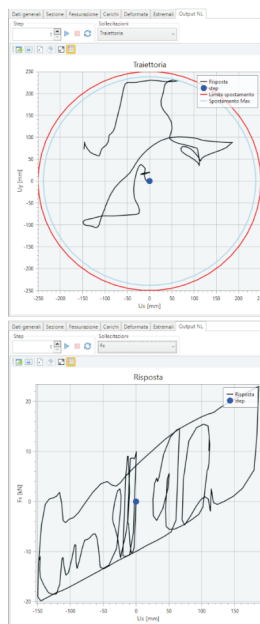 Dati generali Sezione Fessurazione Carichi Deformata Estremali Output NL
Step Sollecitazioni
1 Traiettoria
Traiettoria
Risposta
step
Limite spostamento
Spostamento Max
Uy [mm]
250
200
150
100
50
0
-50
-100
-150
-200
-250
-250 -200 -150 -100 -50 0 50 100 150 200
Ux [mm]
Dati generali Sezione Fessurazione Carichi Deformata Estremali Output NL
Step Sollecitazioni
1 Fx
Risposta
Risposta
step
Fx [kN]
20
10
0
-10
-20
-150 -100 -50 0 50 100 150
Ux [mm]